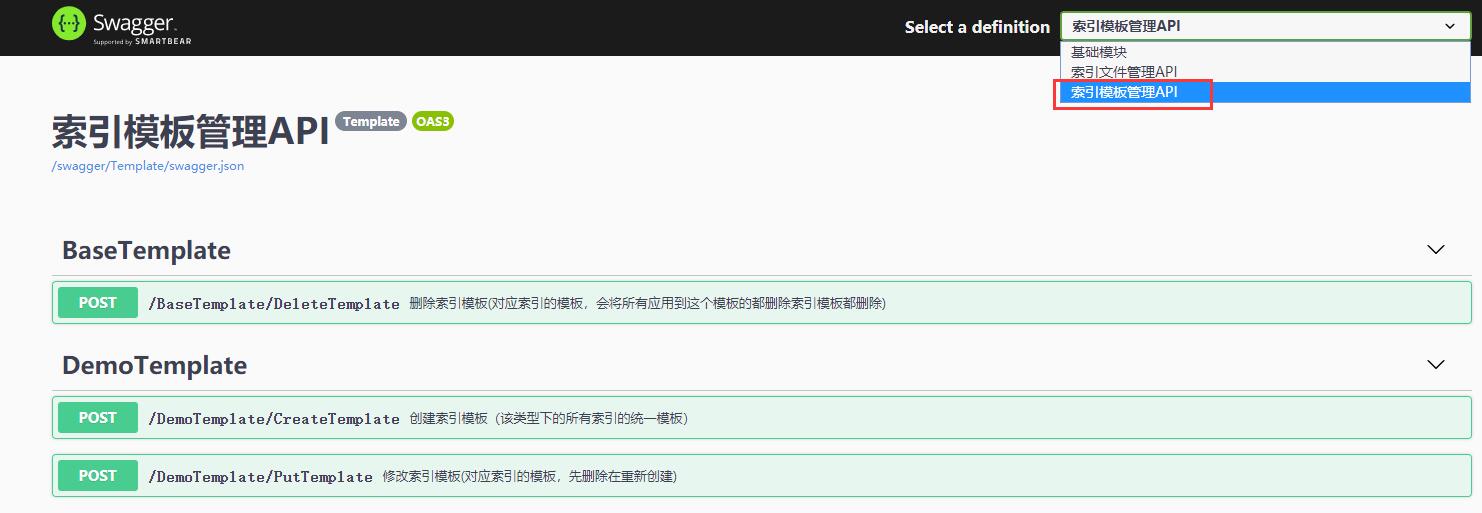 Swagger.
Supported by SMARTBEAR
Select a definition
索引模板管理API
基础模块
索引文件管理API
索引模板管理API
索引模板管理API
Template
OAS3
/swagger/Template/swagger.json
BaseTemplate
POST /BaseTemplate/DeleteTemplate 删除索引模板(对应索引的模板，会将所有应用到这个模板的都删除索引模板都删除)
DemoTemplate
POST /DemoTemplate/CreateTemplate 创建索引模板（该类型下的所有索引的统一模板）
POST /DemoTemplate/PutTemplate 修改索引模板(对应索引的模板，先删除在重新创建)